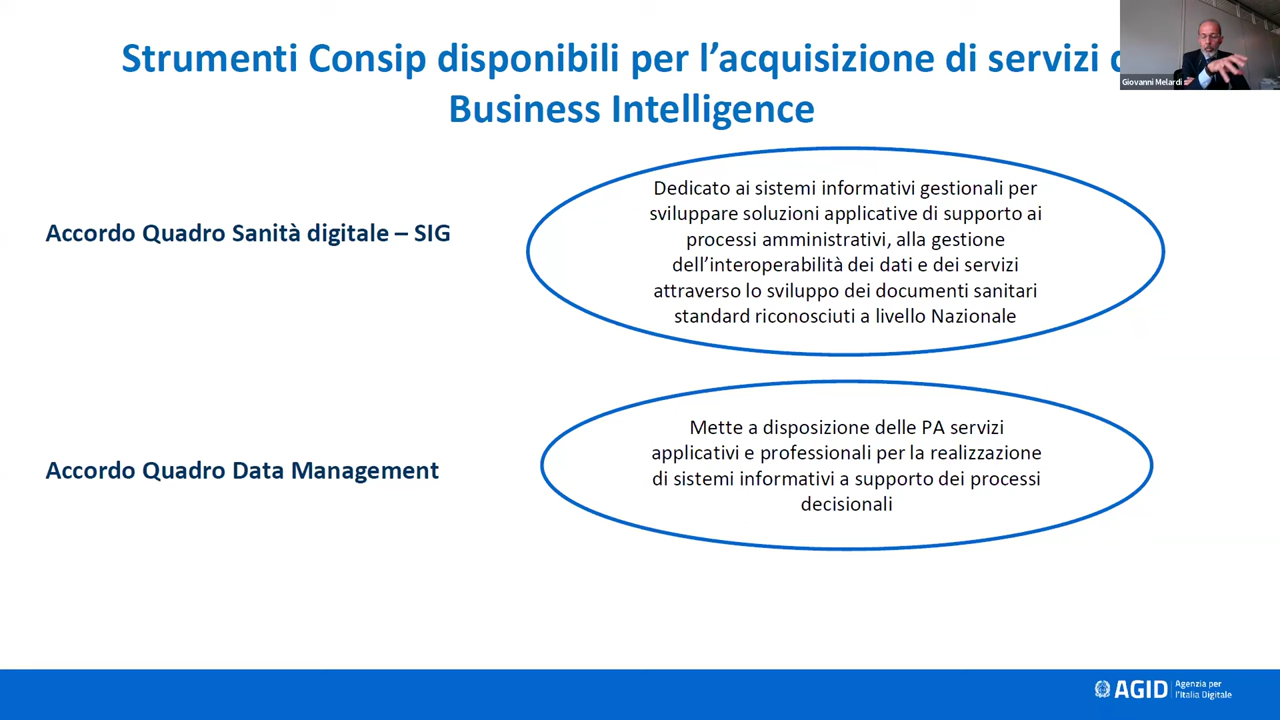 Strumenti Consip disponibili per l’acquisizione di servizi
Business Intelligence
Giovanni Melardi
Accordo Quadro Sanità digitale – SIG
Dedicato ai sistemi informativi gestionali per
sviluppare soluzioni applicative di supporto ai
processi amministrativi, alla gestione
dell’interoperabilità dei dati e dei servizi
attraverso lo sviluppo dei documenti sanitari
standard riconosciuti a livello Nazionale
Accordo Quadro Data Management
Mette a disposizione delle PA servizi
applicativi e professionali per la realizzazione
di sistemi informativi a supporto dei processi
decisionali
AGID
Agenzia per
l’Italia Digitale